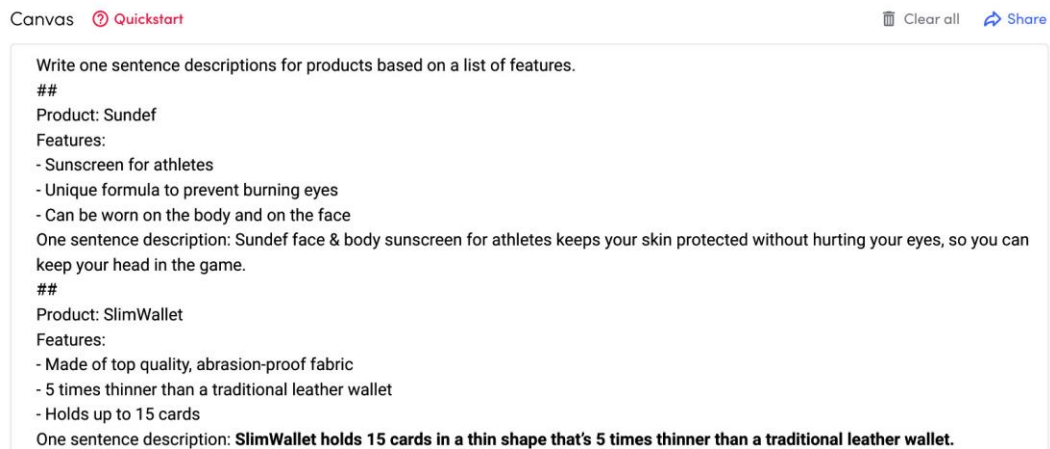 Canvas ? Quickstart Clear all Share
Write one sentence descriptions for products based on a list of features.
##
Product: Sundef
Features:
- Sunscreen for athletes
- Unique formula to prevent burning eyes
- Can be worn on the body and on the face
One sentence description: Sundef face & body sunscreen for athletes keeps your skin protected without hurting your eyes, so you can
keep your head in the game.
##
Product: SlimWallet
Features:
- Made of top quality, abrasion-proof fabric
- 5 times thinner than a traditional leather wallet
- Holds up to 15 cards
One sentence description: SlimWallet holds 15 cards in a thin shape that's 5 times thinner than a traditional leather wallet.